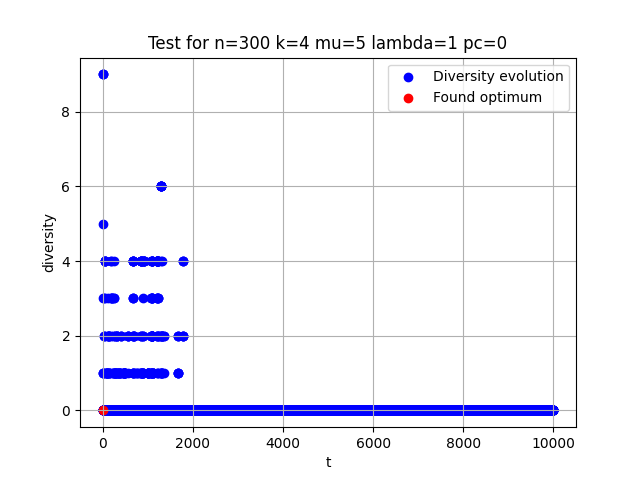 Test for n=300 k=4 mu=5 lambda=1 pc=0
Diversity evolution
Found optimum
diversity
8
6
4
2
0
0 2000 4000 6000 8000 10000
t